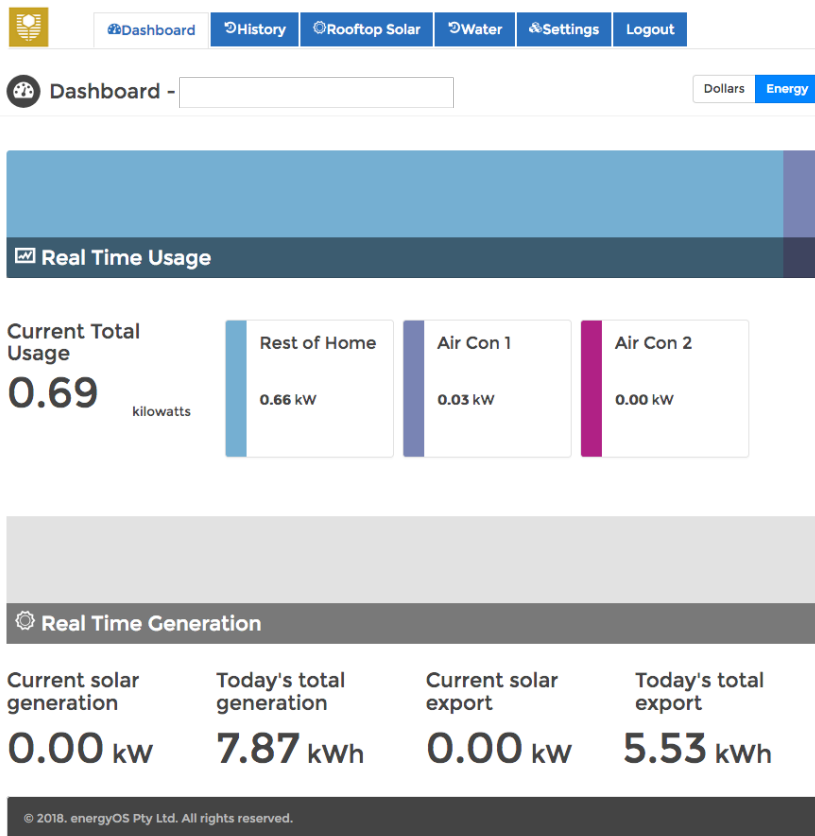 Dashboard History Rooftop Solar Water Settings Logout
Dashboard -
Dollars Energy
Real Time Usage
Current Total
Usage
0.69 kilowatts
Rest of Home
0.66 kW
Air Con 1
0.03 kW
Air Con 2
0.00 kW
Real Time Generation
Current solar
generation
0.00 kW
Today's total
generation
7.87 kWh
Current solar
export
0.00 kW
Today's total
export
5.53 kWh
© 2018. energyOS Pty Ltd. All rights reserved.